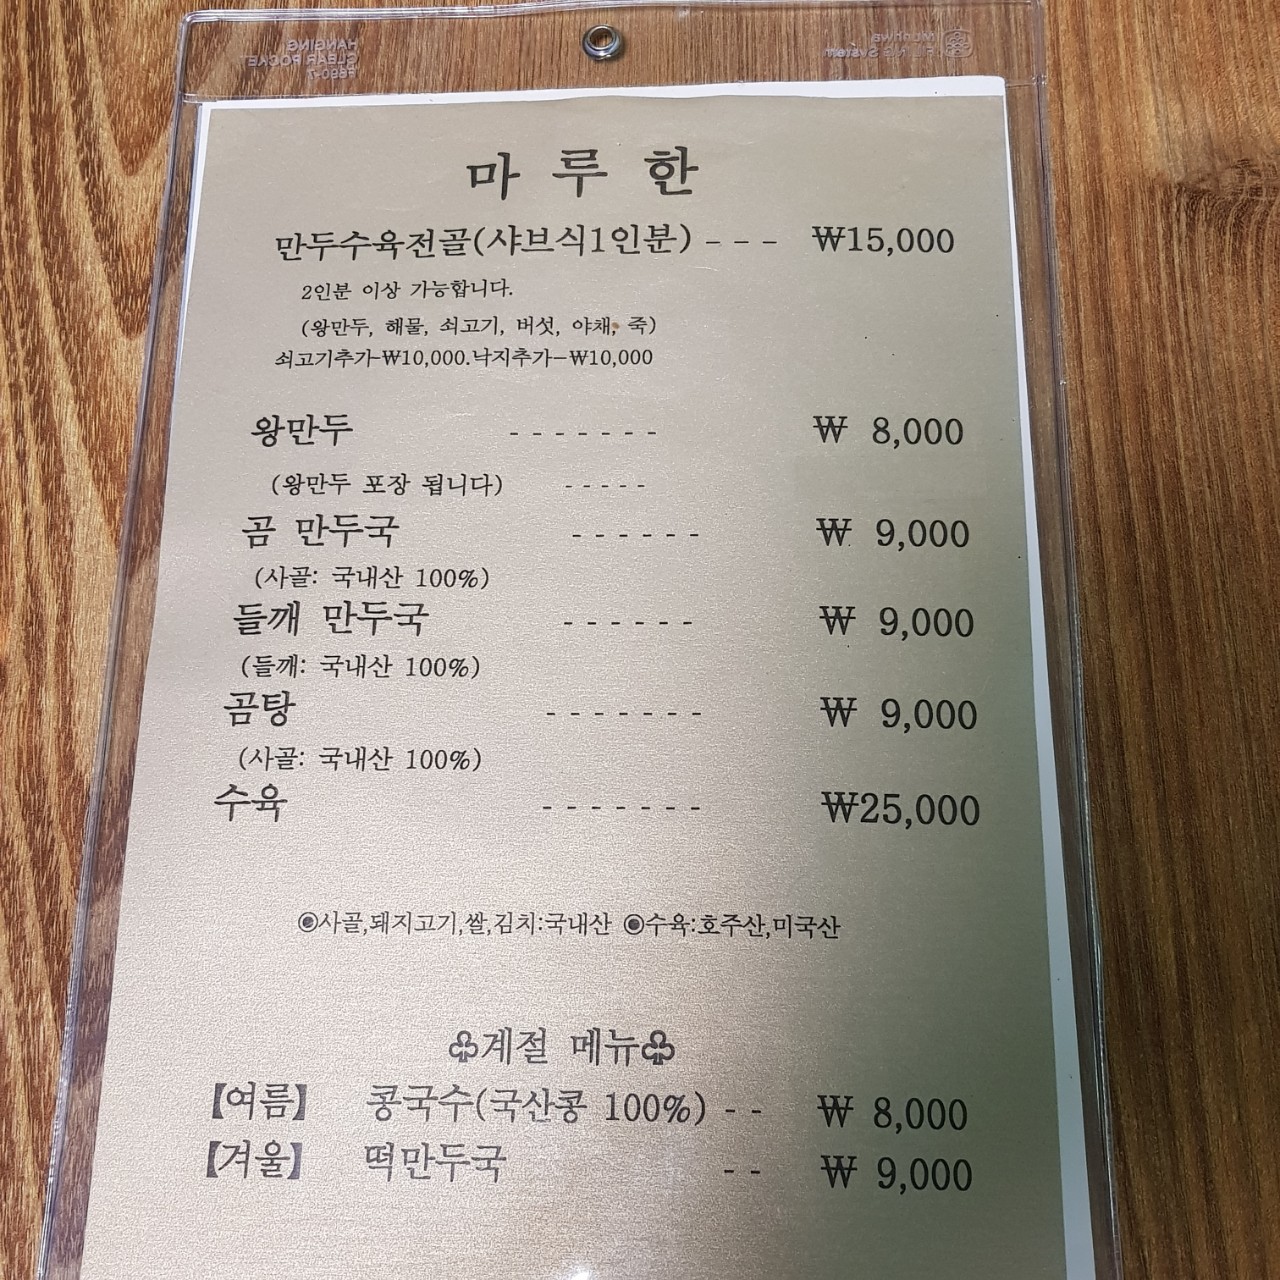 HANGING
CLEAR POCKET
마 루 한
만두수육전골(샤브식1인분) - - - ₩15,000
2인분 이상 가능합니다.
(왕만두, 해물, 쇠고기, 버섯, 야채, 죽)
쇠고기추가-₩10,000.낙지추가-₩10,000
왕만두 - - - - - - - ₩ 8,000
(왕만두 포장 됩니다) - - - - -
곰 만두국 - - - - - - ₩ 9,000
(사골: 국내산 100%)
들깨 만두국 - - - - - - ₩ 9,000
(들깨: 국내산 100%)
곰탕 - - - - - - - ₩ 9,000
(사골: 국내산 100%)
수육 - - - - - - - ₩25,000
◉사골,돼지고기,쌀,김치:국내산 ◉수육:호주산,미국산
♧계절 메뉴♧
【여름】 콩국수(국산콩 100%) - - ₩ 8,000
【겨울】 떡만두국 - - ₩ 9,000